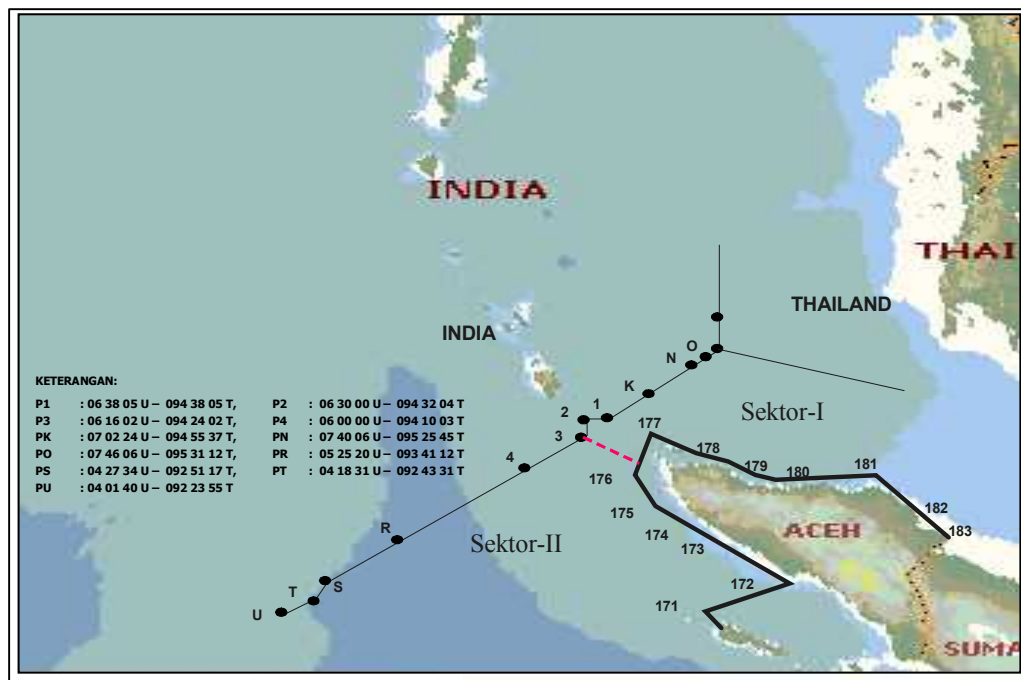 INDIA
THAI
THAILAND
INDIA
O
N
K
KETERANGAN:
P1 : 06 38 05 U – 094 38 05 T, P2 : 06 30 00 U – 094 32 04 T
P3 : 06 16 02 U – 094 24 02 T, P4 : 06 00 00 U – 094 10 03 T
PK : 07 02 24 U – 094 55 37 T, PN : 07 40 06 U – 095 25 45 T
PO : 07 46 06 U – 095 31 12 T, PR : 05 25 20 U – 093 41 12 T
PS : 04 27 34 U – 092 51 17 T, PT : 04 18 31 U – 092 43 31 T
PU : 04 01 40 U – 092 23 55 T
Sektor-I
2
1
3
4
177
178
179
180
181
176
175
174
173
182
183
R
Sektor-II
ACEH
172
171
T
S
U
SUMA